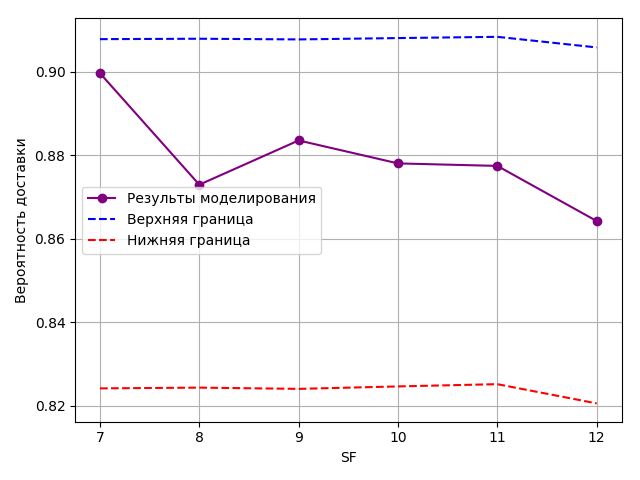 Вероятность доставки
0.90
0.88
0.86
0.84
0.82
Результы моделирования
Верхняя граница
Нижняя граница
7 8 9 10 11 12
SF